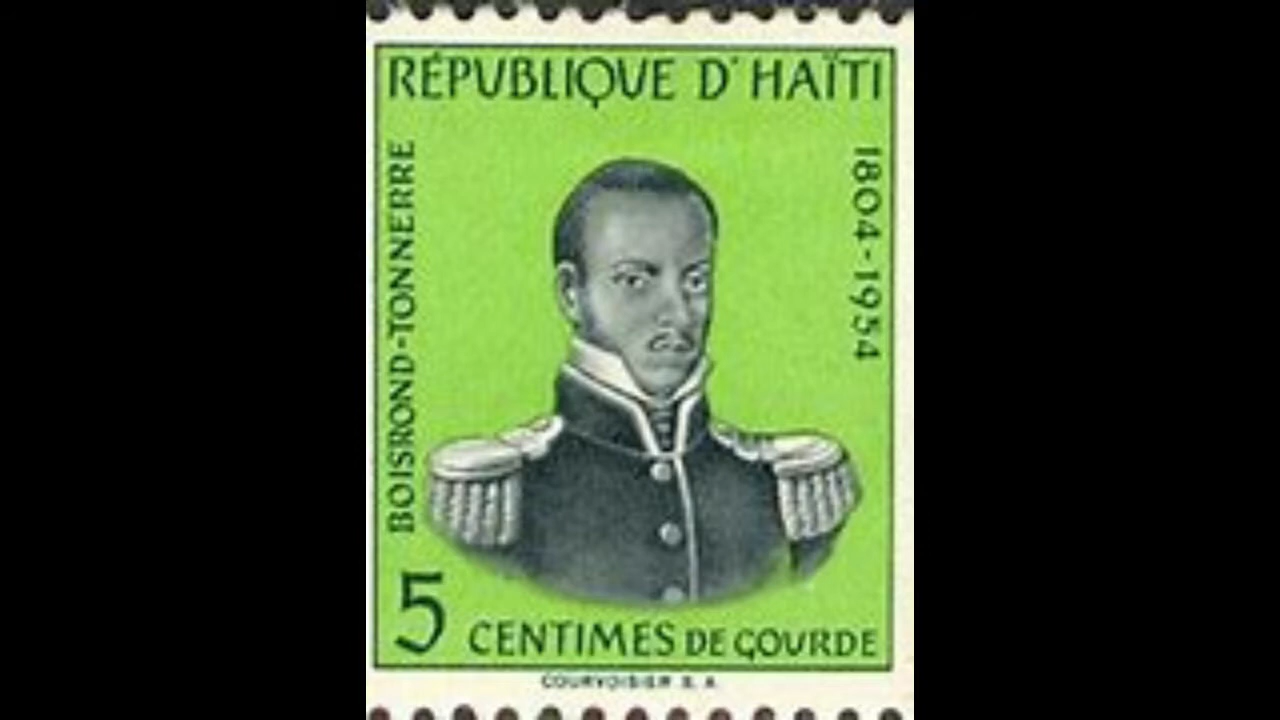 RÉPUBLIQUE D'HAÏTI
BOISROND-TONNERRE
1804-1954
5 CENTIMES DE GOURDE
COURVOISIER S. A.